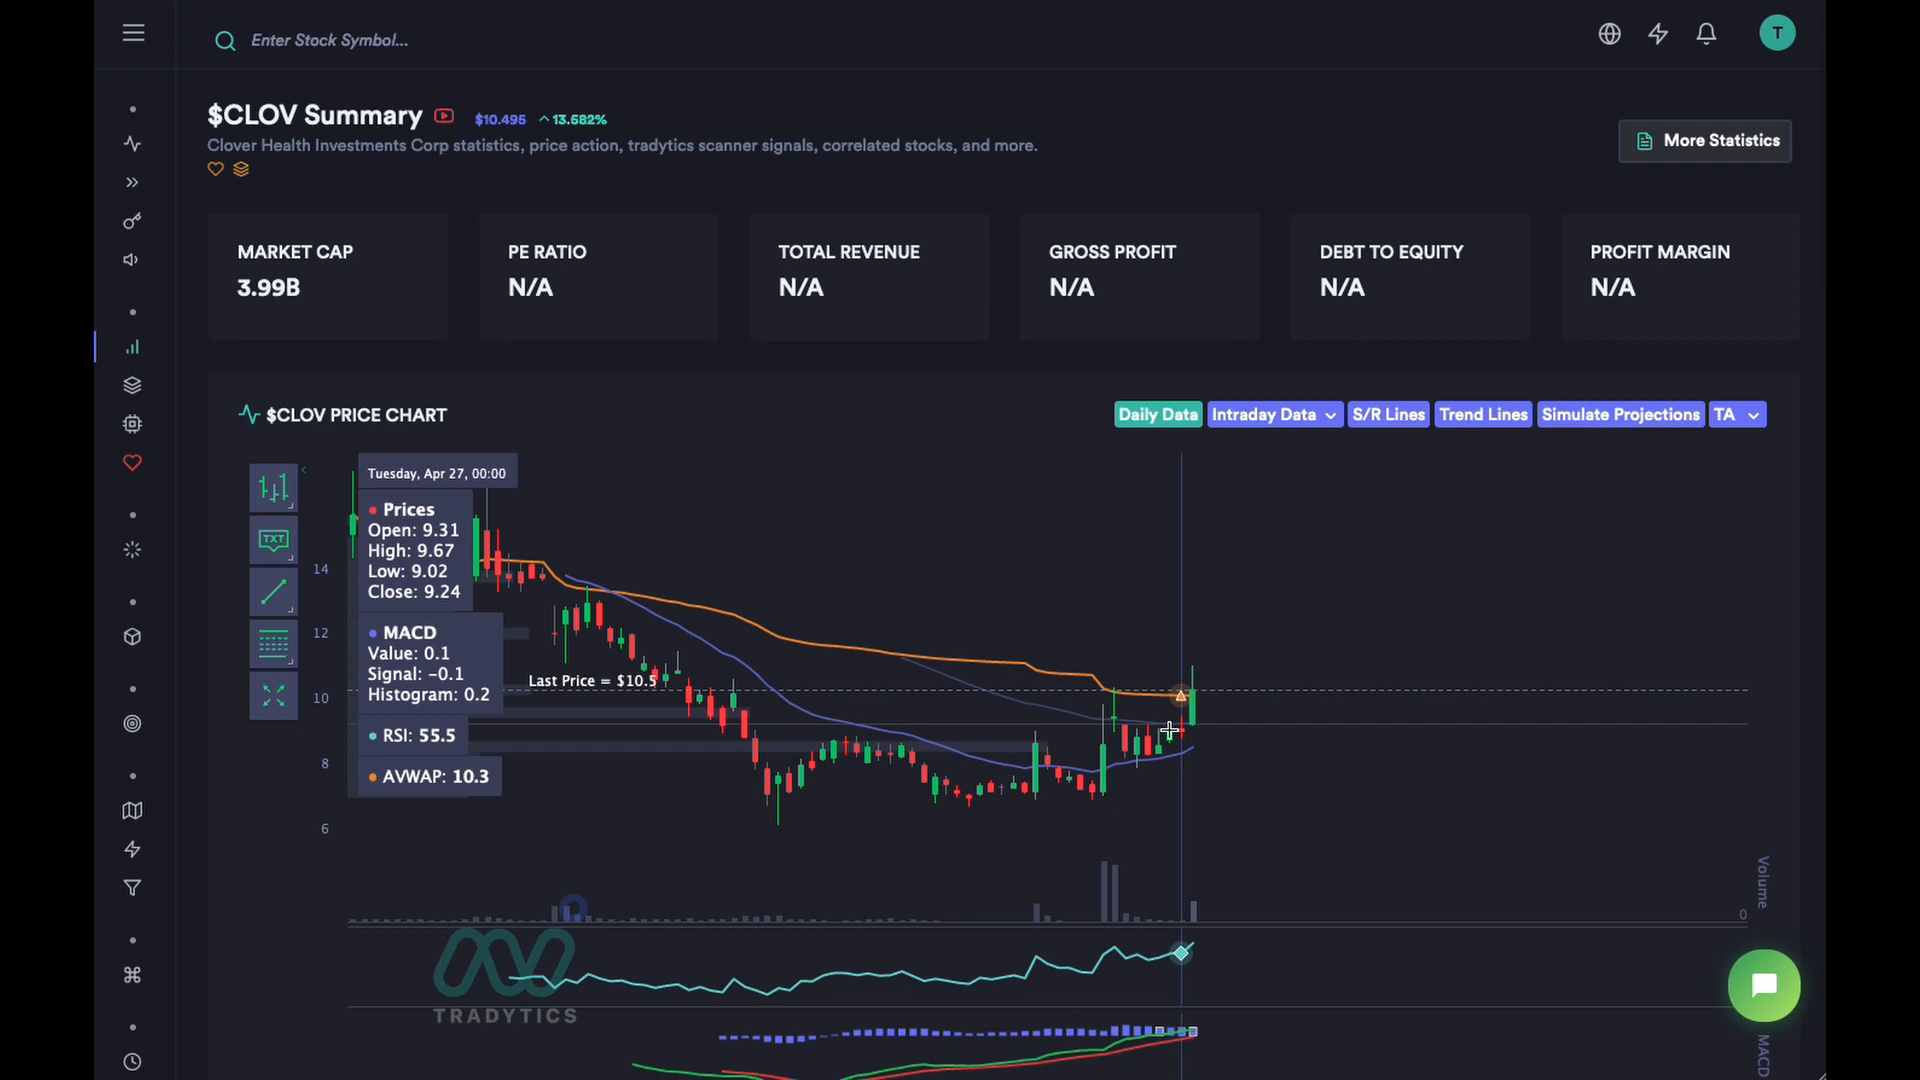 Enter Stock Symbol...
T
$CLOV Summary $10.495 13.582%
Clover Health Investments Corp statistics, price action, tradytics scanner signals, correlated stocks, and more.
More Statistics
MARKET CAP
3.99B
PE RATIO
N/A
TOTAL REVENUE
N/A
GROSS PROFIT
N/A
DEBT TO EQUITY
N/A
PROFIT MARGIN
N/A
$CLOV PRICE CHART
Daily Data Intraday Data S/R Lines Trend Lines Simulate Projections TA
Tuesday, Apr 27, 00:00
Prices
Open: 9.31
High: 9.67
Low: 9.02
Close: 9.24
MACD
Value: 0.1
Signal: -0.1
Histogram: 0.2
RSI: 55.5
AVWAP: 10.3
TXT
14
12
10
8
6
Last Price = $10.5
Volume
0
TRADYTICS
MACD